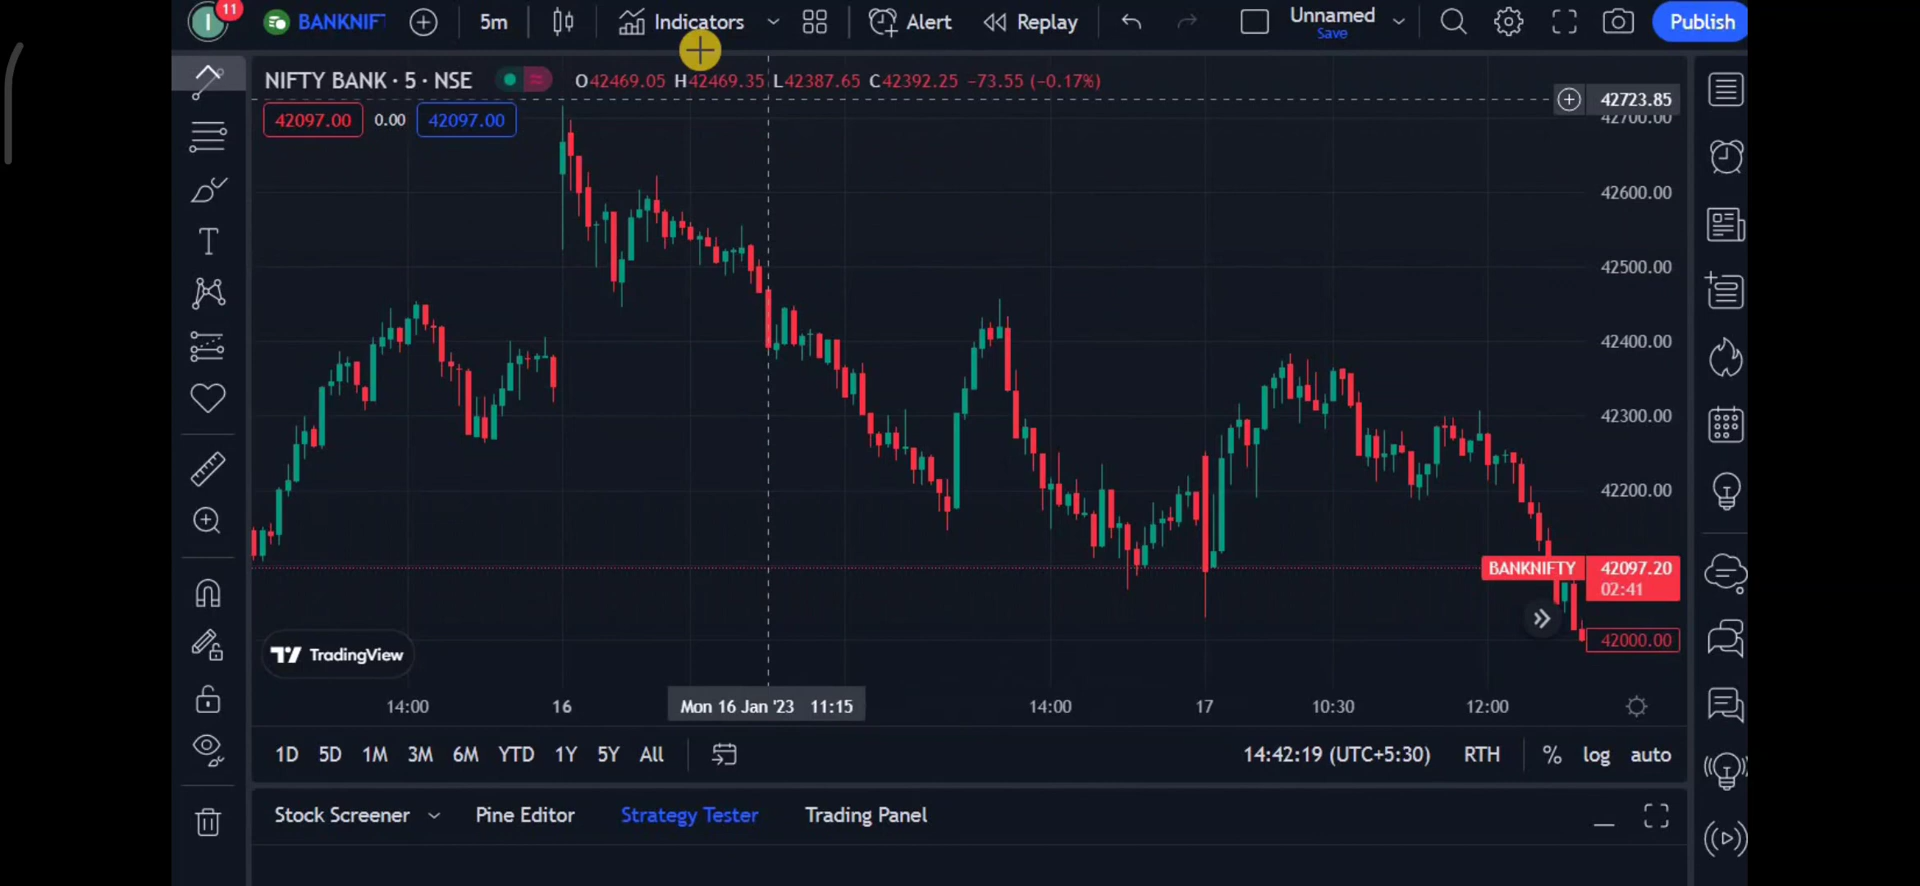 I 11 BANKNIF 5m Indicators Alert Replay Unnamed Save Publish
NIFTY BANK · 5 · NSE O42469.05 H42469.35 L42387.65 C42392.25 −73.55 (−0.17%)
42723.85
42700.00
42097.00 0.00 42097.00
42600.00
42500.00
42400.00
42300.00
42200.00
BANKNIFTY 42097.20
02:41
42000.00
TradingView
14:00 16 Mon 16 Jan '23 11:15 14:00 17 10:30 12:00
1D 5D 1M 3M 6M YTD 1Y 5Y All 14:42:19 (UTC+5:30) RTH % log auto
Stock Screener Pine Editor Strategy Tester Trading Panel